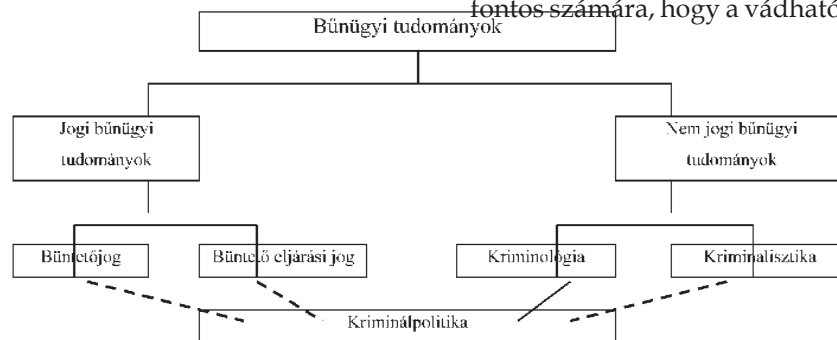 fontos számára, hogy a vádható
Bűnügyi tudományok
Jogi bűnügyi
tudományok
Nem jogi bűnügyi
tudományok
Büntetőjog
Büntető eljárási jog
Kriminológia
Kriminalisztika
Kriminálpolitika